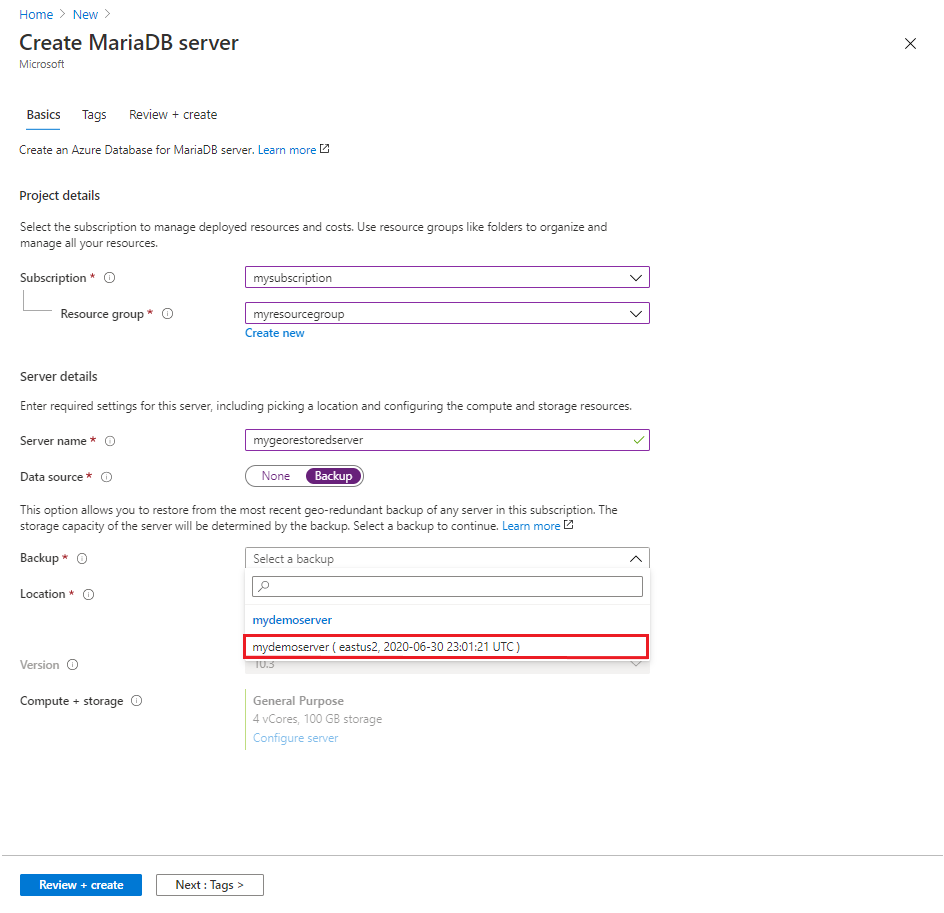 Home > New >
Create MariaDB server
Microsoft
Basics Tags Review + create
Create an Azure Database for MariaDB server. Learn more
Project details
Select the subscription to manage deployed resources and costs. Use resource groups like folders to organize and
manage all your resources.
Subscription * mysubscription
Resource group * myresourcegroup
Create new
Server details
Enter required settings for this server, including picking a location and configuring the compute and storage resources.
Server name * mygeorestoredserver
Data source * None Backup
This option allows you to restore from the most recent geo-redundant backup of any server in this subscription. The
storage capacity of the server will be determined by the backup. Select a backup to continue. Learn more
Backup * Select a backup
Location *
mydemoserver
mydemoserver ( eastus2, 2020-06-30 23:01:21 UTC )
Version 10.3
Compute + storage General Purpose
4 vCores, 100 GB storage
Configure server
Review + create Next : Tags >